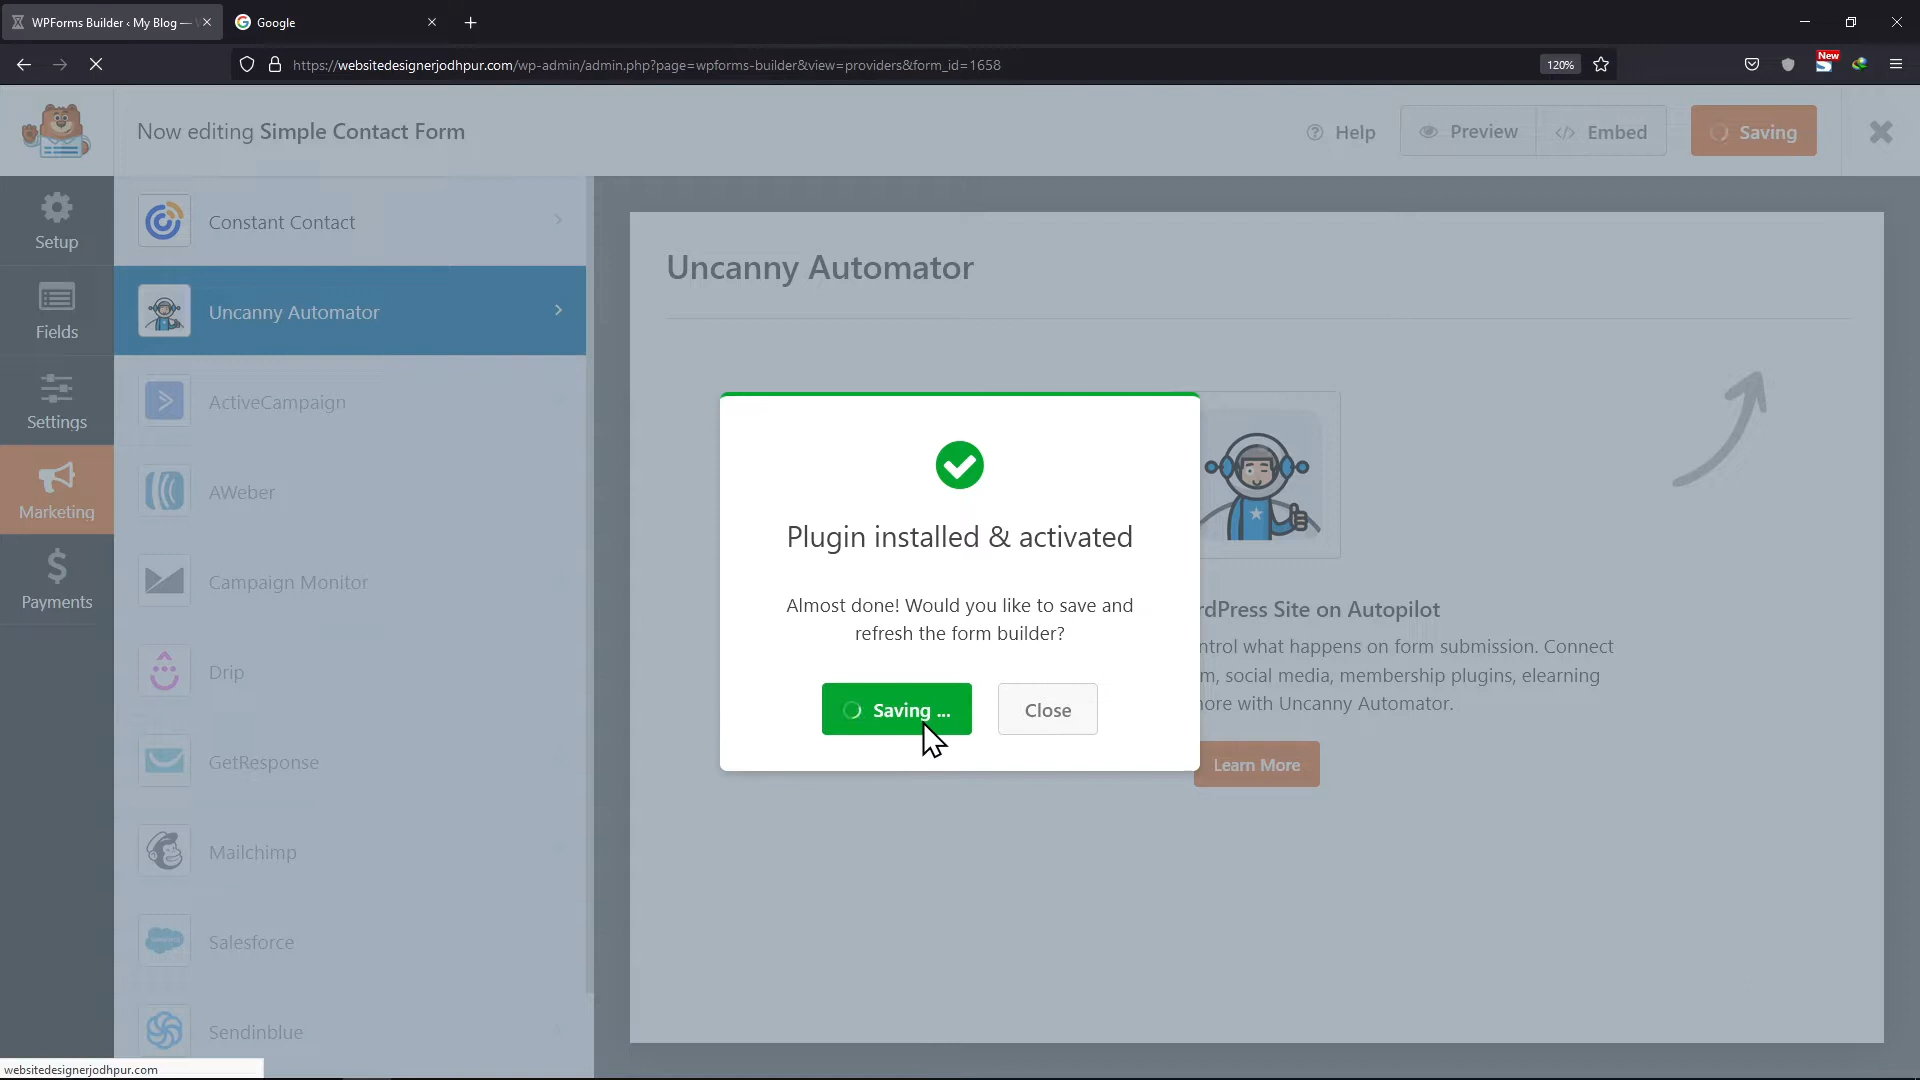 WPForms Builder ‹ My Blog —
Google
https://websitedesignerjodhpur.com/wp-admin/admin.php?page=wpforms-builder&view=providers&form_id=1658
120%
New
Now editing Simple Contact Form
Help
Preview
Embed
Saving
Setup
Fields
Settings
Marketing
Payments
Constant Contact
Uncanny Automator
ActiveCampaign
AWeber
Campaign Monitor
Drip
GetResponse
Mailchimp
Salesforce
Sendinblue
Uncanny Automator
Plugin installed & activated
Almost done! Would you like to save and
refresh the form builder?
Saving ...
Close
rdPress Site on Autopilot
ntrol what happens on form submission. Connect
m, social media, membership plugins, elearning
ore with Uncanny Automator.
Learn More
websitedesignerjodhpur.com